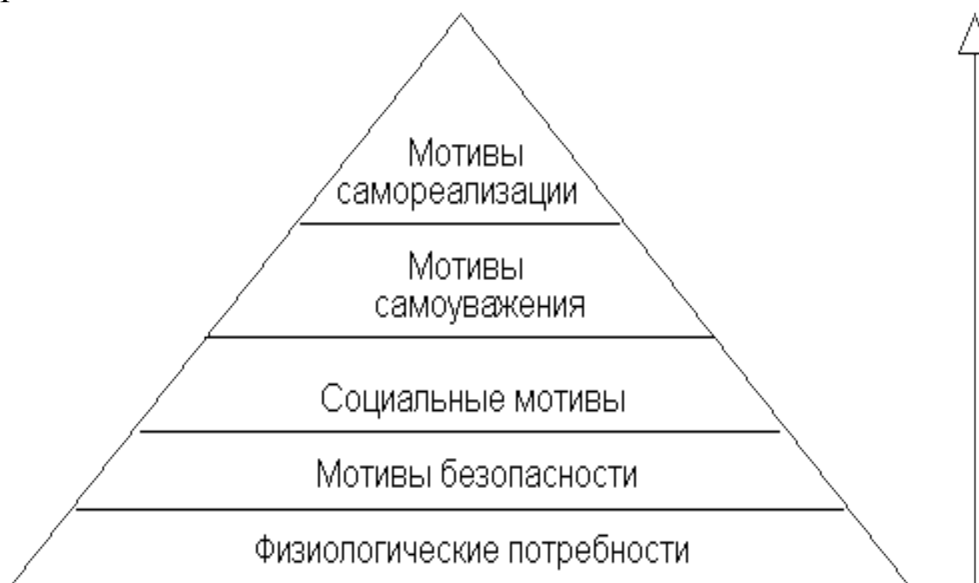 Мотивы
самореализации
Мотивы
самоуважения
Социальные мотивы
Мотивы безопасности
Физиологические потребности